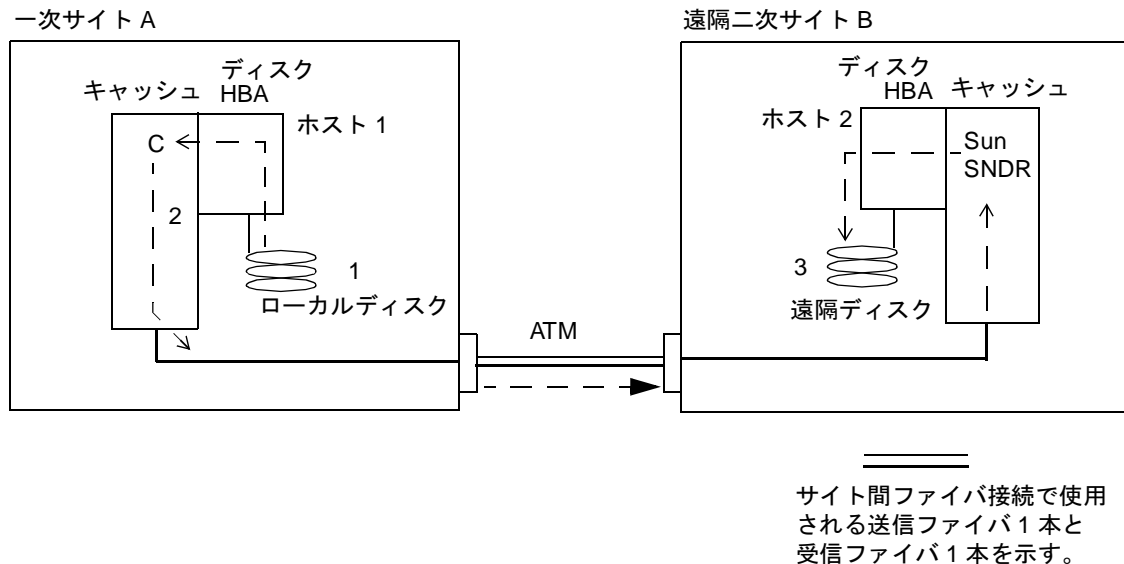 一次サイト A
遠隔二次サイト B
ディスク
HBA
キャッシュ
ホスト 1
C
2
1
ローカルディスク
ATM
ディスク
HBA
キャッシュ
ホスト 2
Sun
SNDR
3
遠隔ディスク
サイト間ファイバ接続で使用
される送信ファイバ 1 本と
受信ファイバ 1 本を示す。